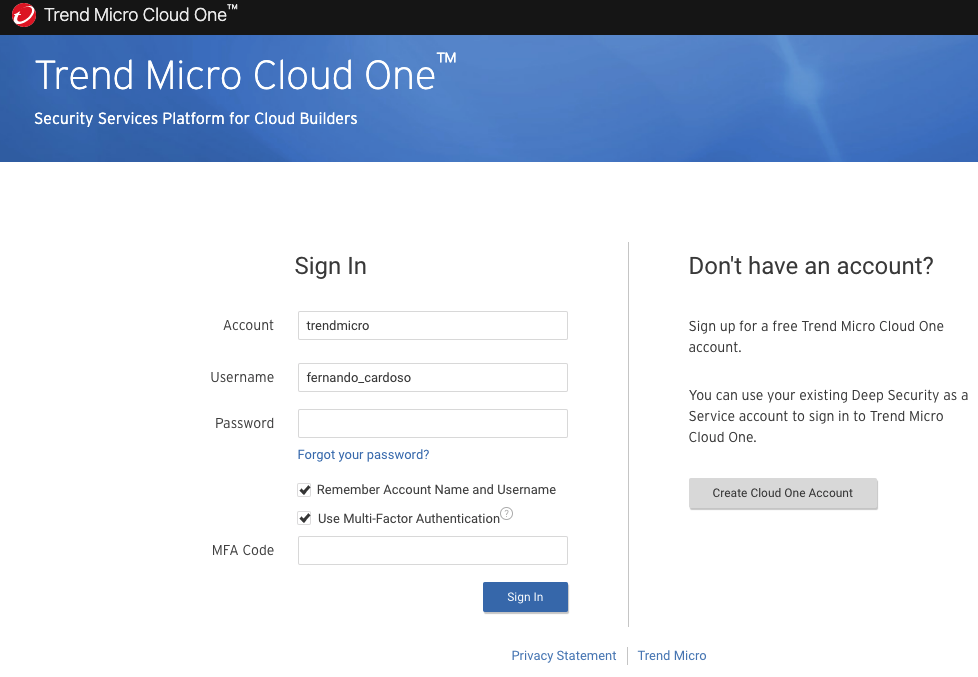 Trend Micro Cloud One™
Trend Micro Cloud One™
Security Services Platform for Cloud Builders
Sign In
Account
trendmicro
Username
fernando_cardoso
Password
Forgot your password?
Remember Account Name and Username
Use Multi-Factor Authentication ?
MFA Code
Sign In
Don't have an account?
Sign up for a free Trend Micro Cloud One
account.
You can use your existing Deep Security as a
Service account to sign in to Trend Micro
Cloud One.
Create Cloud One Account
Privacy Statement
Trend Micro